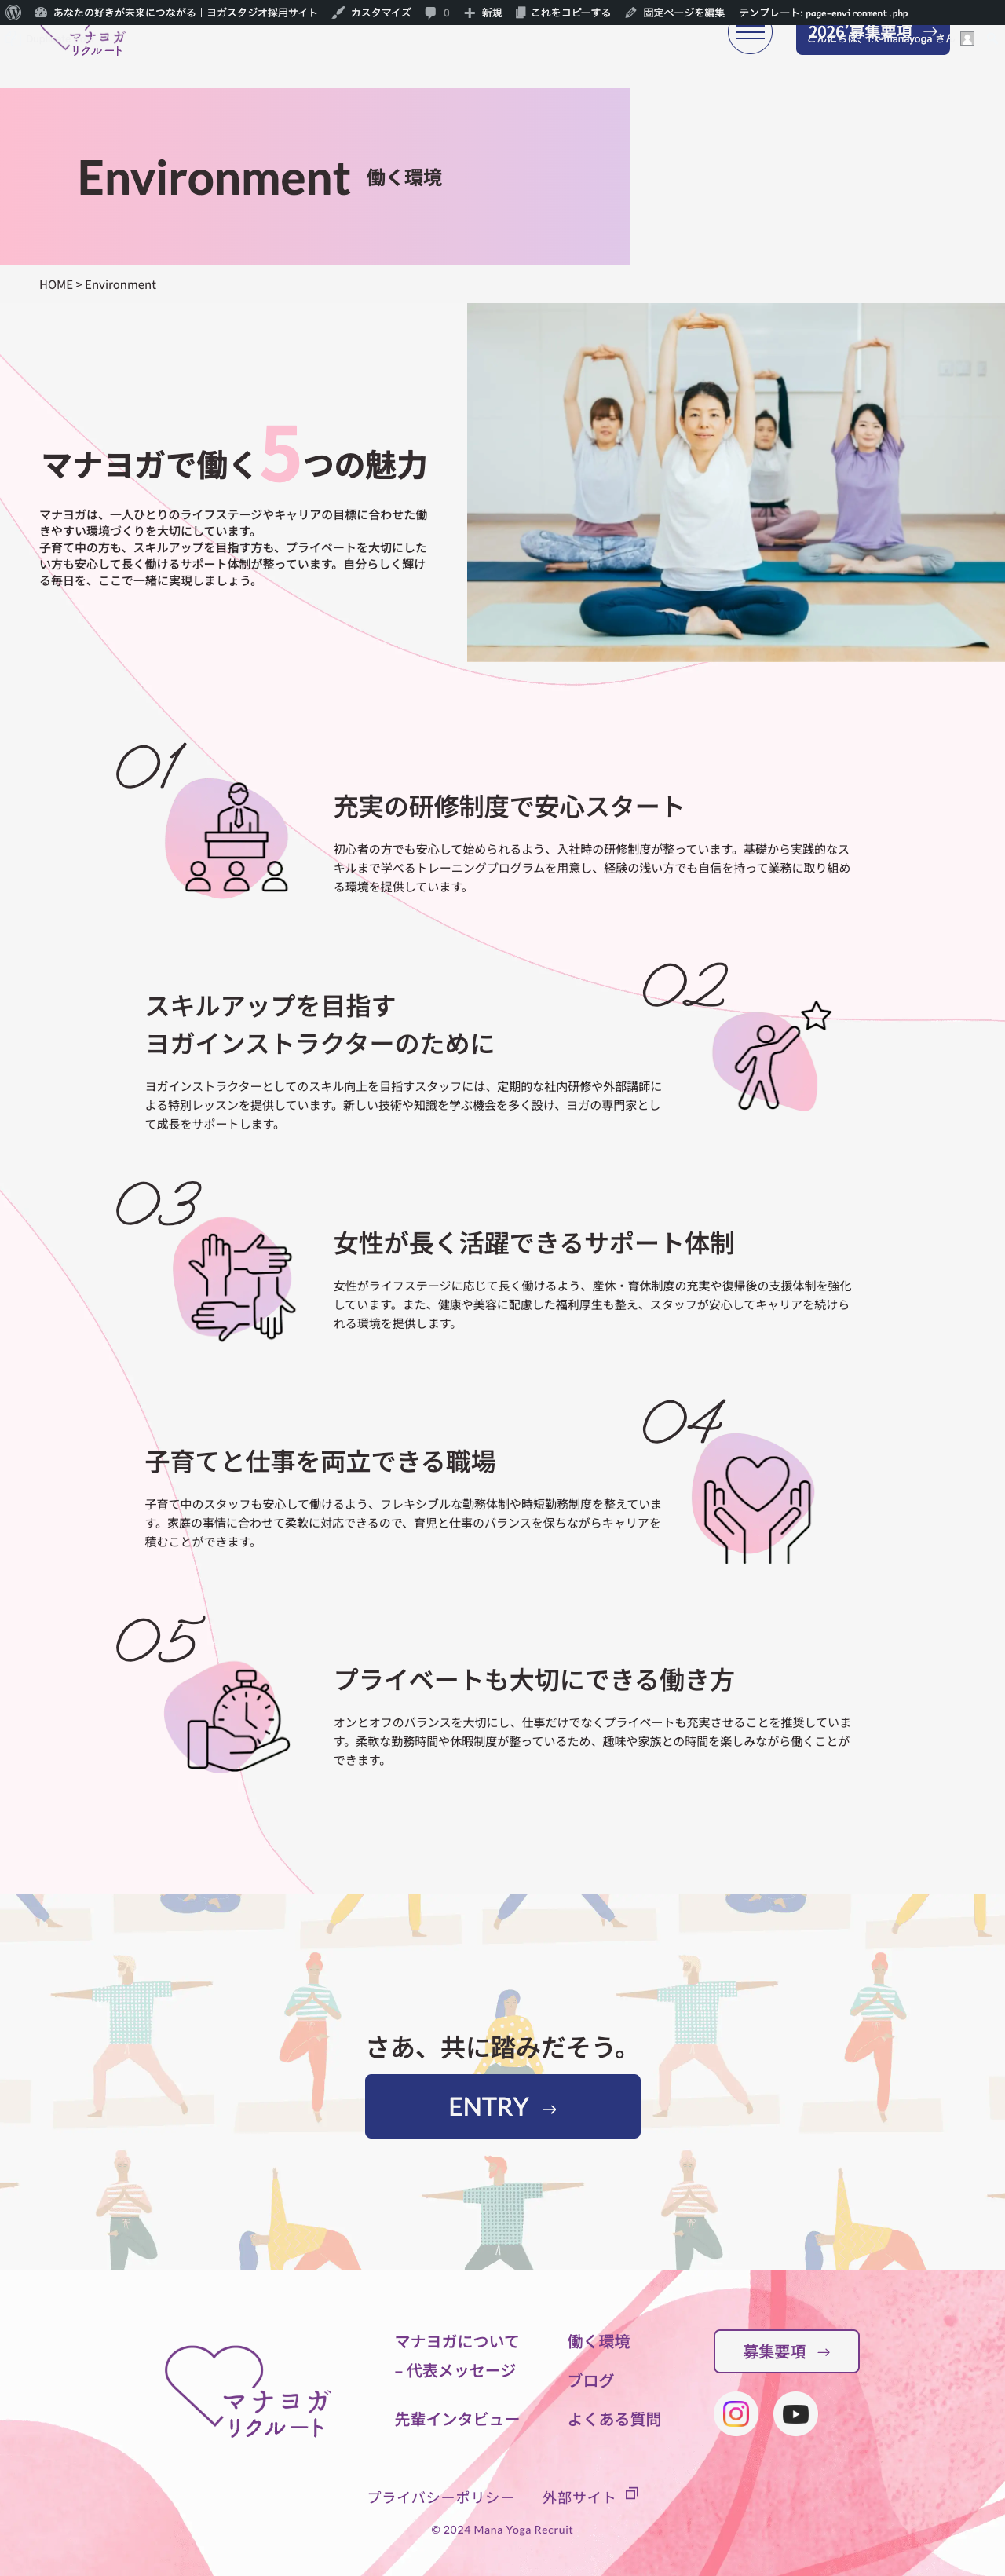 あなたの好きが未来につながる｜ヨガスタジオ採用サイト カスタマイズ 0 新規 これをコピーする 固定ページを編集 テンプレート: page-environment.php
マナヨガ
リクルート
2026'募集要項 →
Environment 働く環境
HOME > Environment
マナヨガで働く5つの魅力
マナヨガは、一人ひとりのライフステージやキャリアの目標に合わせた働
きやすい環境づくりを大切にしています。
子育て中の方も、スキルアップを目指す方も、プライベートを大切にした
い方も安心して長く働けるサポート体制が整っています。自分らしく輝け
る毎日を、ここで一緒に実現しましょう。
01
充実の研修制度で安心スタート
初心者の方でも安心して始められるよう、入社時の研修制度が整っています。基礎から実践的なス
キルまで学べるトレーニングプログラムを用意し、経験の浅い方でも自信を持って業務に取り組め
る環境を提供しています。
02
スキルアップを目指す
ヨガインストラクターのために
ヨガインストラクターとしてのスキル向上を目指すスタッフには、定期的な社内研修や外部講師に
よる特別レッスンを提供しています。新しい技術や知識を学ぶ機会を多く設け、ヨガの専門家とし
て成長をサポートします。
03
女性が長く活躍できるサポート体制
女性がライフステージに応じて長く働けるよう、産休・育休制度の充実や復帰後の支援体制を強化
しています。また、健康や美容に配慮した福利厚生も整え、スタッフが安心してキャリアを続けら
れる環境を提供します。
04
子育てと仕事を両立できる職場
子育て中のスタッフも安心して働けるよう、フレキシブルな勤務体制や時短勤務制度を整えていま
す。家庭の事情に合わせて柔軟に対応できるので、育児と仕事のバランスを保ちながらキャリアを
積むことができます。
05
プライベートも大切にできる働き方
オンとオフのバランスを大切にし、仕事だけでなくプライベートも充実させることを推奨していま
す。柔軟な勤務時間や休暇制度が整っているため、趣味や家族との時間を楽しみながら働くことが
できます。
さあ、共に踏みだそう。
ENTRY →
マナヨガ
リクルート
マナヨガについて
– 代表メッセージ
先輩インタビュー
働く環境
ブログ
よくある質問
募集要項 →
プライバシーポリシー 外部サイト
© 2024 Mana Yoga Recruit